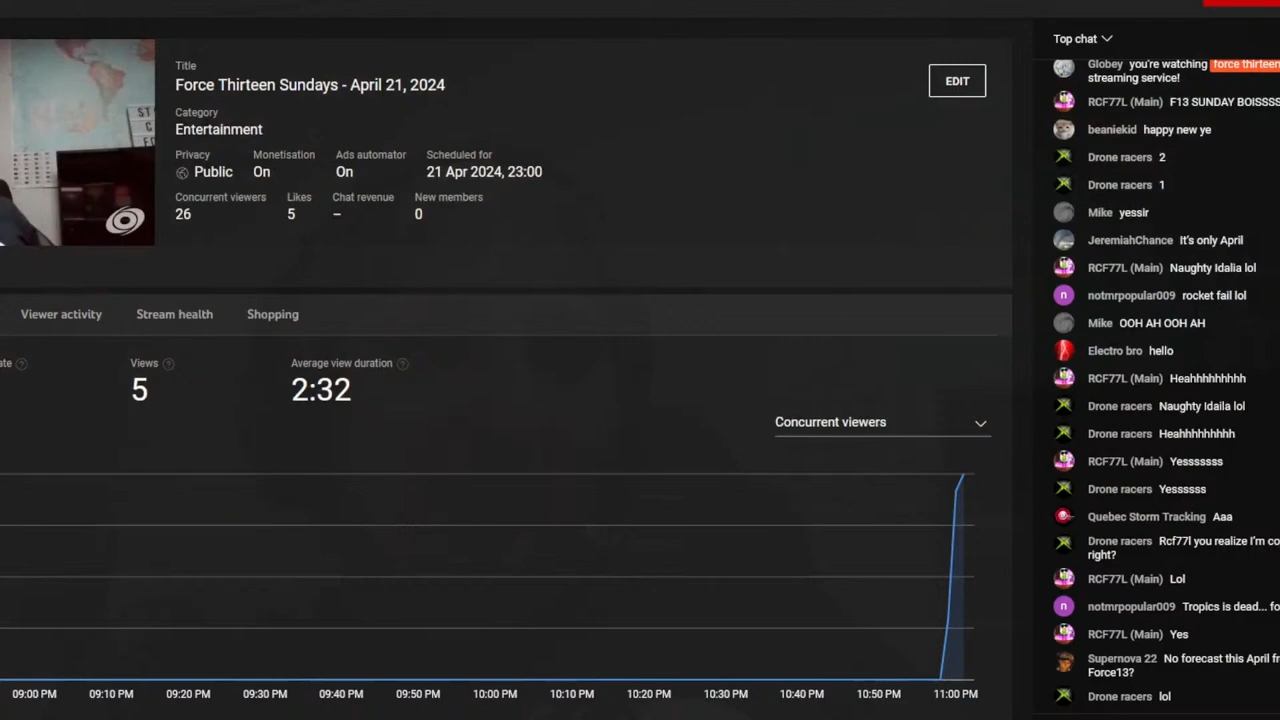 Title
Force Thirteen Sundays - April 21, 2024
EDIT
Category
Entertainment
Privacy Monetisation Ads automator Scheduled for
Public On On 21 Apr 2024, 23:00
Concurrent viewers Likes Chat revenue New members
26 5 – 0
Viewer activity Stream health Shopping
Views Average view duration
5 2:32
Concurrent viewers
09:00 PM 09:10 PM 09:20 PM 09:30 PM 09:40 PM 09:50 PM 10:00 PM 10:10 PM 10:20 PM 10:30 PM 10:40 PM 10:50 PM 11:00 PM
Top chat
Globey you're watching force thirteen
streaming service!
RCF77L (Main) F13 SUNDAY BOISSSS
beaniekid happy new ye
Drone racers 2
Drone racers 1
Mike yessir
JeremiahChance It's only April
RCF77L (Main) Naughty Idalia lol
n notmrpopular009 rocket fail lol
Mike OOH AH OOH AH
Electro bro hello
RCF77L (Main) Heahhhhhhhh
Drone racers Naughty Idaila lol
Drone racers Heahhhhhhhh
RCF77L (Main) Yesssssss
Drone racers Yessssss
Quebec Storm Tracking Aaa
Drone racers Rcf77l you realize I'm co
right?
RCF77L (Main) Lol
n notmrpopular009 Tropics is dead... fo
RCF77L (Main) Yes
Supernova 22 No forecast this April fr
Force13?
Drone racers lol